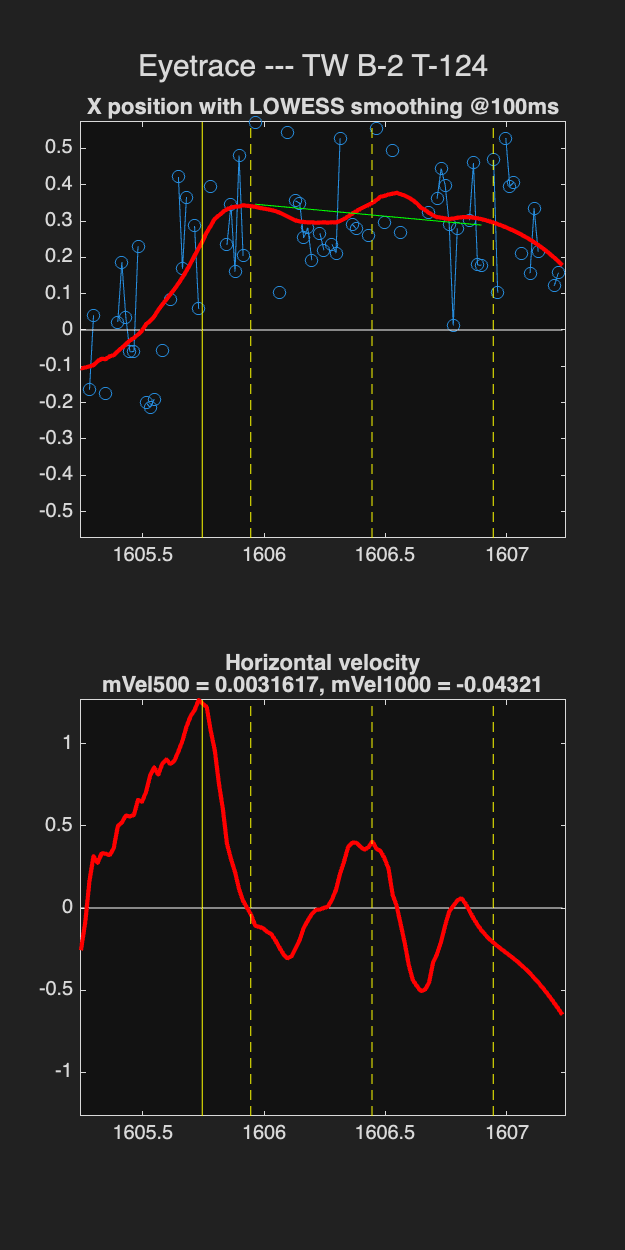 Eyetrace --- TW B-2 T-124
X position with LOWESS smoothing @100ms
0.5
0.4
0.3
0.2
0.1
0
-0.1
-0.2
-0.3
-0.4
-0.5
1605.5 1606 1606.5 1607
Horizontal velocity
mVel500 = 0.0031617, mVel1000 = -0.04321
1
0.5
0
-0.5
-1
1605.5 1606 1606.5 1607